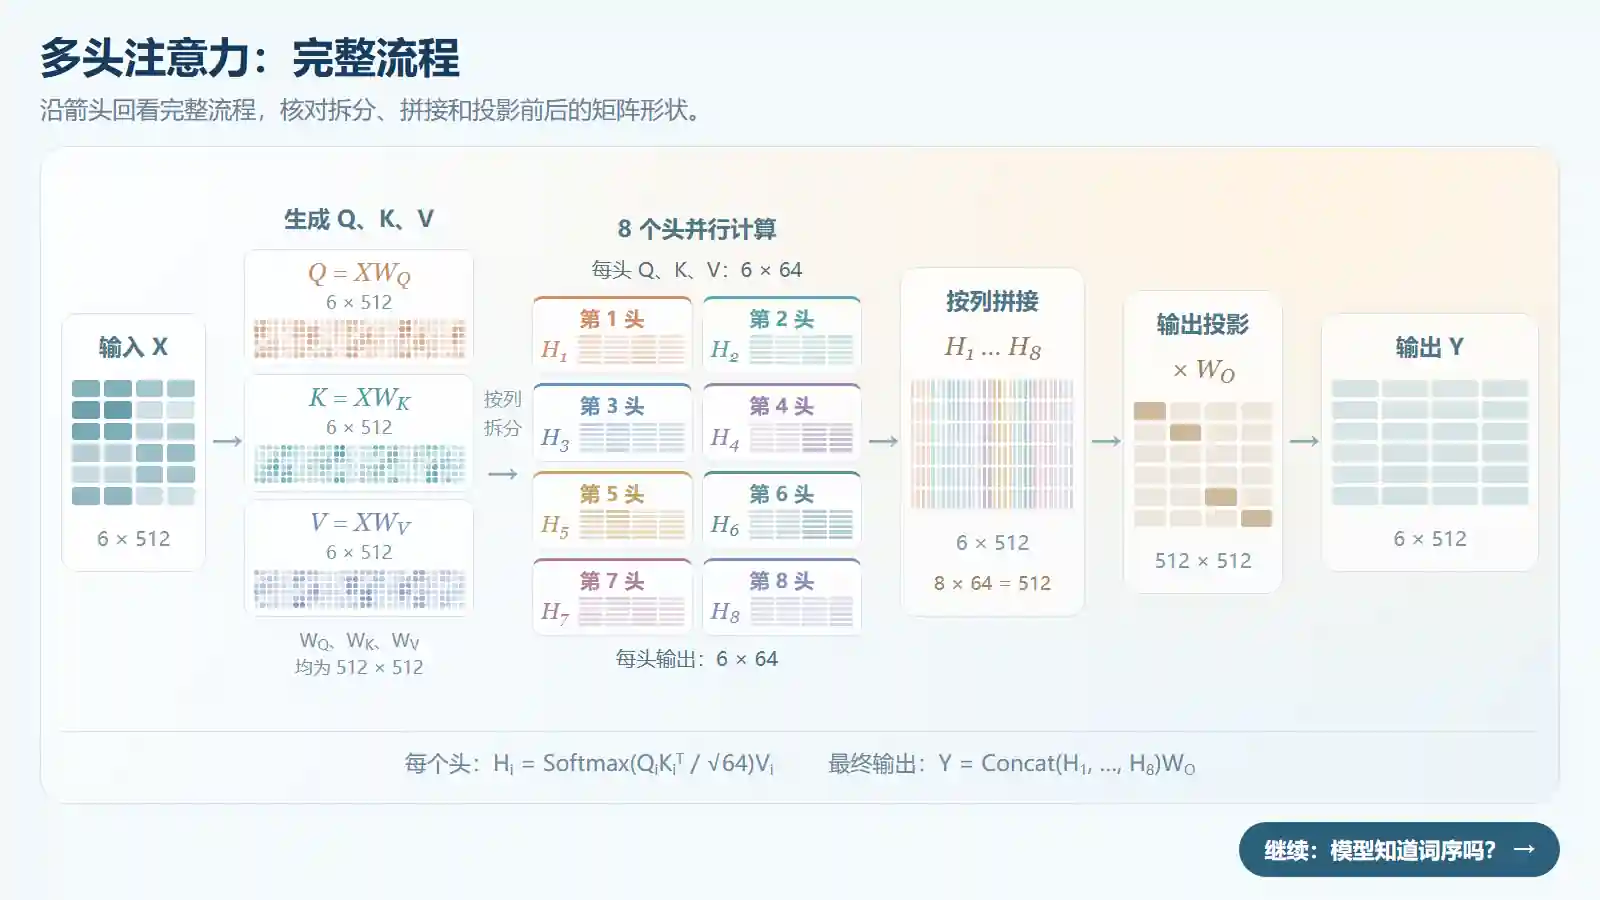 多头注意力：完整流程
沿箭头回看完整流程，核对拆分、拼接和投影前后的矩阵形状。
输入 X
6 × 512
生成 Q、K、V
Q = XW_Q
6 × 512
K = XW_K
6 × 512
V = XW_V
6 × 512
W_Q、W_K、W_V
均为 512 × 512
按列
拆分
8 个头并行计算
每头 Q、K、V：6 × 64
第 1 头
H₁
第 2 头
H₂
第 3 头
H₃
第 4 头
H₄
第 5 头
H₅
第 6 头
H₆
第 7 头
H₇
第 8 头
H₈
每头输出：6 × 64
按列拼接
H₁ ... H₈
6 × 512
8 × 64 = 512
输出投影
× W_O
512 × 512
输出 Y
6 × 512
每个头：Hᵢ = Softmax(QᵢKᵢᵀ / √64)Vᵢ
最终输出：Y = Concat(H₁, ..., H₈)W_O
继续：模型知道词序吗？ →